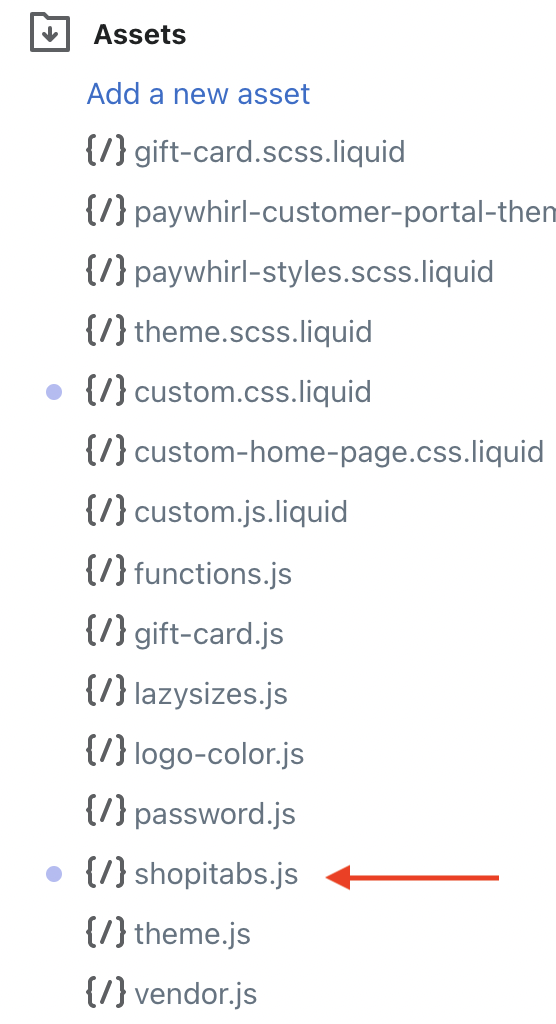 Assets
Add a new asset
{/} gift-card.scss.liquid
{/} paywhirl-customer-portal-them
{/} paywhirl-styles.scss.liquid
{/} theme.scss.liquid
{/} custom.css.liquid
{/} custom-home-page.css.liquid
{/} custom.js.liquid
{/} functions.js
{/} gift-card.js
{/} lazysizes.js
{/} logo-color.js
{/} password.js
{/} shopitabs.js
{/} theme.js
{/} vendor.js